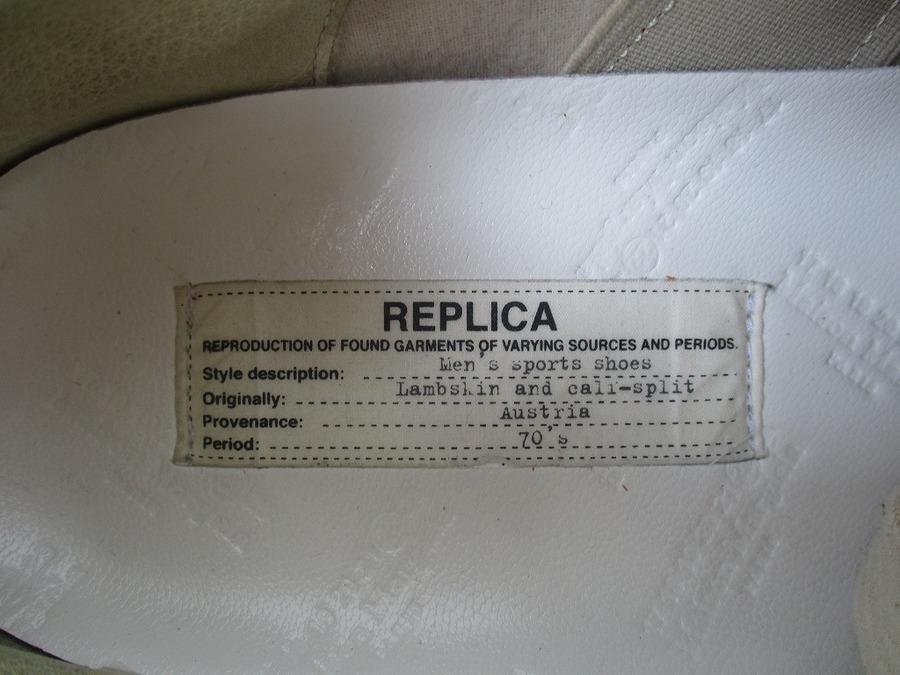 REPLICA
REPRODUCTION OF FOUND GARMENTS OF VARYING SOURCES AND PERIODS.
Style description: Men's sports shoes
Originally: Lambskin and calf-split
Provenance: Austria
Period: 70's